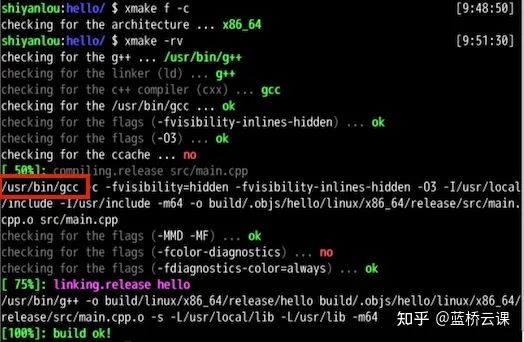 shiyanlou:hello/ $ xmake f -c [9:48:50]
checking for the architecture ... x86_64
shiyanlou:hello/ $ xmake -rv [9:51:30]
checking for the g++ ... /usr/bin/g++
checking for the linker (ld) ... g++
checking for the c++ compiler (cxx) ... gcc
checking for the /usr/bin/gcc ... ok
checking for the flags (-fvisibility-inlines-hidden) ... ok
checking for the flags (-O3) ... ok
checking for the ccache ... no
[ 50%]: compiling.release src/main.cpp
/usr/bin/gcc c -fvisibility=hidden -fvisibility-inlines-hidden -O3 -I/usr/local
/include -I/usr/include -m64 -o build/.objs/hello/linux/x86_64/release/src/main.
cpp.o src/main.cpp
checking for the flags (-MMD -MF) ... ok
checking for the flags (-fcolor-diagnostics) ... no
checking for the flags (-fdiagnostics-color=always) ... ok
[ 75%]: linking.release hello
/usr/bin/g++ -o build/linux/x86_64/release/hello build/.objs/hello/linux/x86_64/
release/src/main.cpp.o -s -L/usr/local/lib -L/usr/lib -m64
[100%]: build ok!
知乎 @蓝桥云课